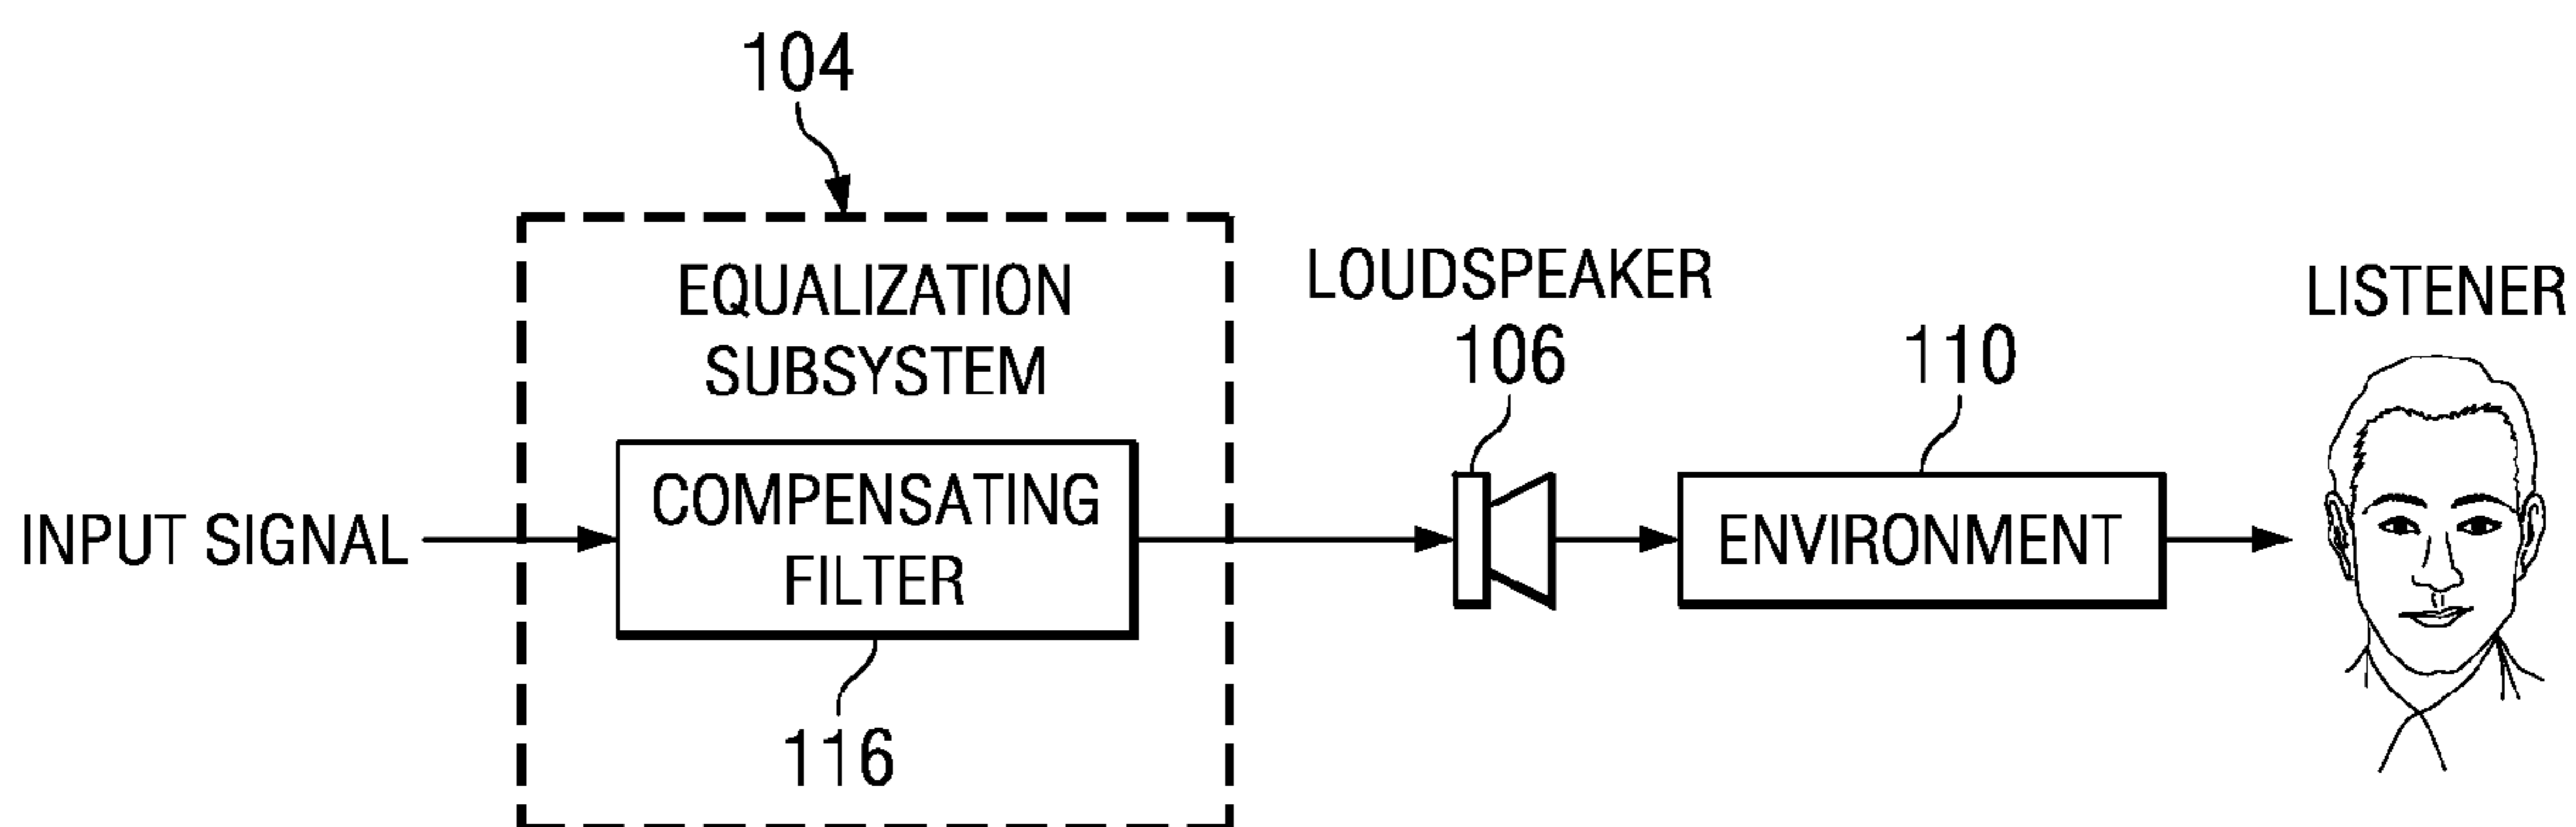 104
EQUALIZATION
SUBSYSTEM
LOUDSPEAKER
106
110
LISTENER
INPUT SIGNAL
COMPENSATING
FILTER
ENVIRONMENT
116